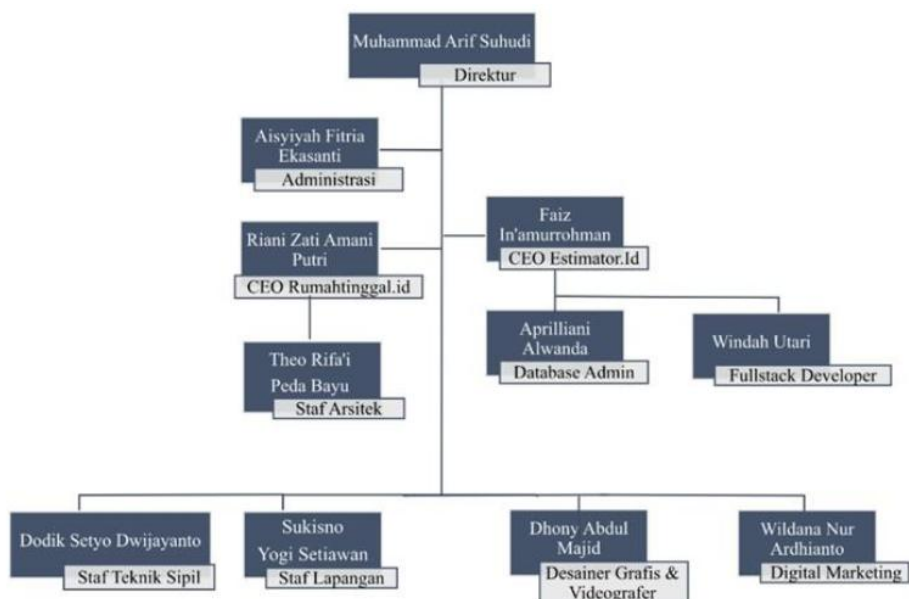 Muhammad Arif Suhudi
Direktur
Aisyiyah Fitria
Ekasanti
Administrasi
Riani Zati Amani
Putri
CEO Rumahtinggal.id
Faiz
In'amurrohman
CEO Estimator.Id
Theo Rifa'i
Peda Bayu
Staf Arsitek
Aprilliani
Alwanda
Database Admin
Windah Utari
Fullstack Developer
Dodik Setyo Dwijayanto
Staf Teknik Sipil
Sukisno
Yogi Setiawan
Staf Lapangan
Dhony Abdul
Majid
Desainer Grafis &
Videografer
Wildana Nur
Ardhianto
Digital Marketing